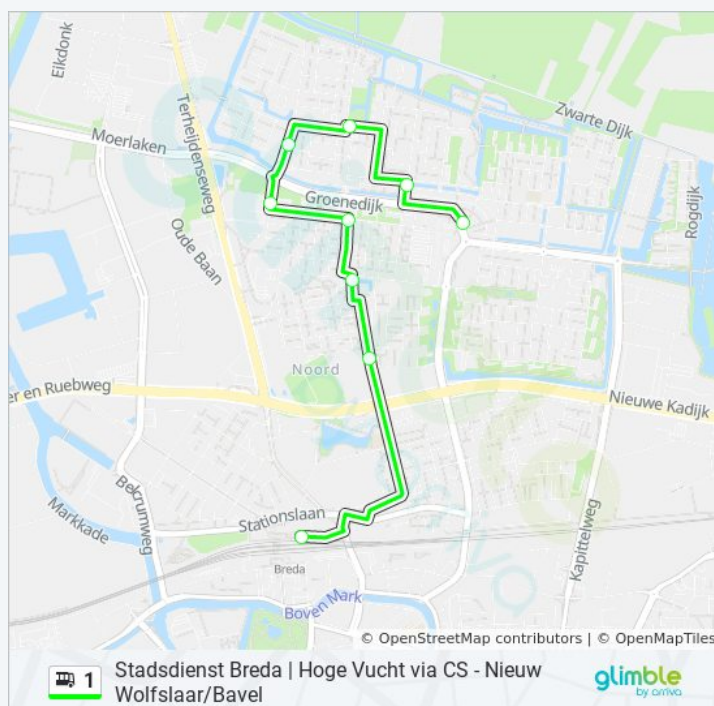 Eikdonk
Zwarte Dijk
Moerlaken
Terheijdenseweg
Groenedijk
Rogdijk
Oude Baan
Noord
er en Ruebweg
Nieuwe Kadijk
Belcrumweg
Stationslaan
Markkade
Kapittelweg
Breda
Boven Mark
© OpenStreetMap contributors | © OpenMapTiles
1
Stadsdienst Breda | Hoge Vucht via CS - Nieuw
Wolfslaar/Bavel
glimble
by arriva